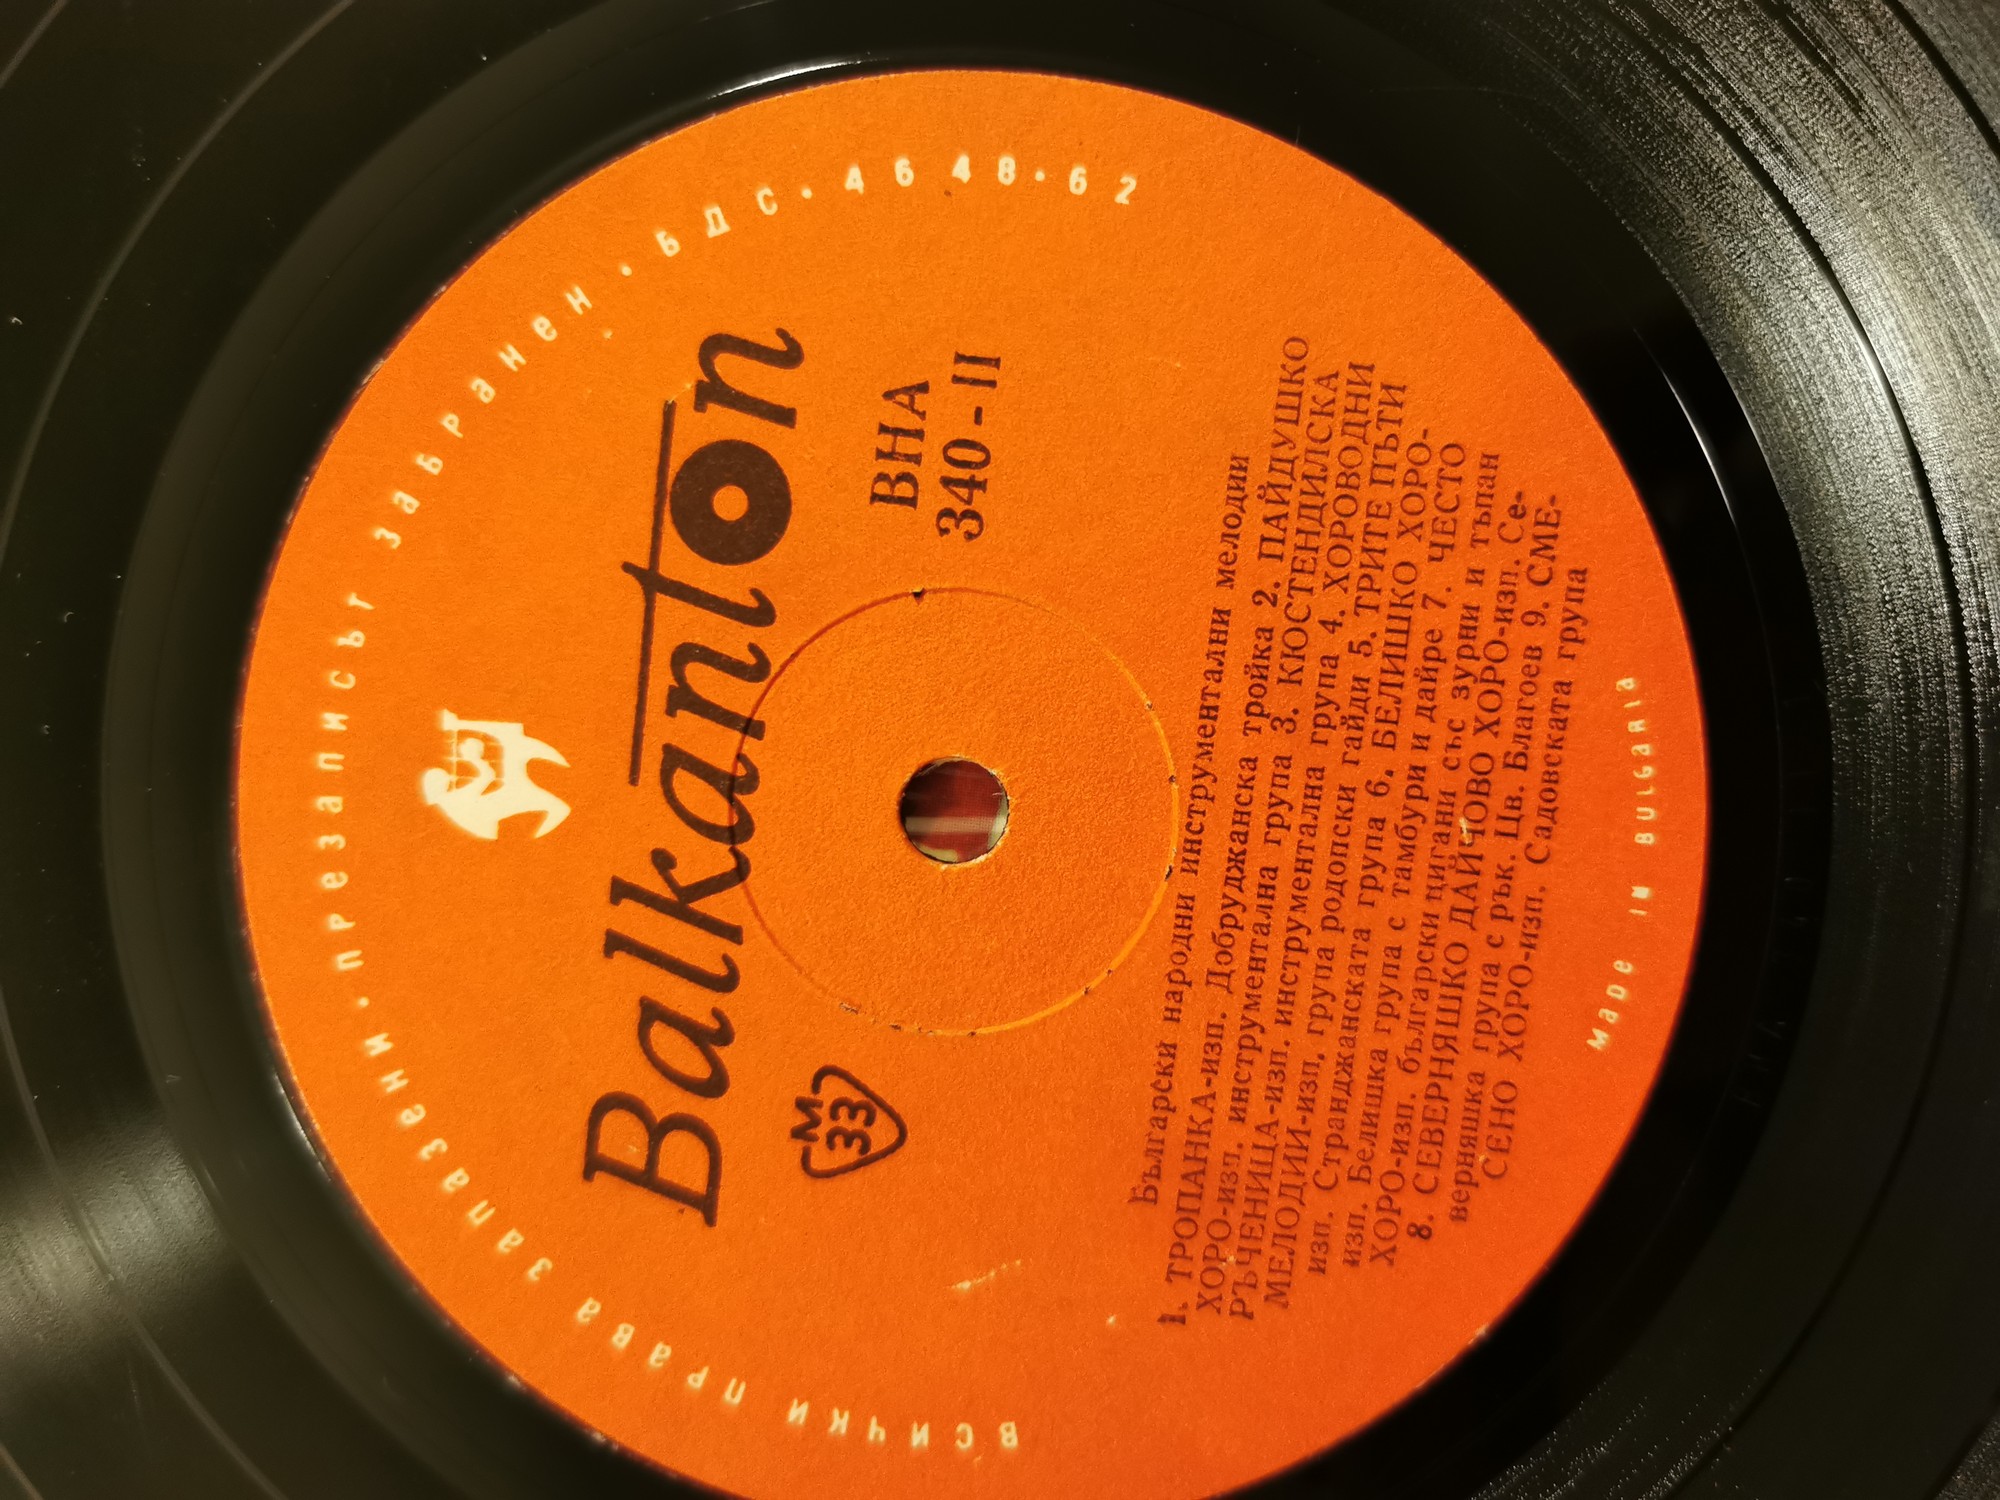 всички права запазени · презаписът забранен · бдс · 4648 · 62
Balkanton
М
33
ВНА
340-II
Български народни инструментални мелодии
1. ТРОПАНКА-изп. Добруджанска тройка 2. ПАЙДУШКО
ХОРО-изп. инструментална група 3. КЮСТЕНДИЛСКА
РЪЧЕНИЦА-изп. инструментална група 4. ХОРОВОДНИ
МЕЛОДИИ-изп. група родопски гайди 5. ТРИТЕ ПЪТИ
изп. Странджанската група 6. БЕЛИШКО ХОРО-
изп. Белишка група с тамбури и дайре 7. ЧЕСТО
ХОРО-изп. български цигани със зурни и тъпан
8. СЕВЕРНЯШКО ДАЙЧОВО ХОРО-изп. Се-
верняшка група с рък. Цв. Благоев 9. СМЕ-
СЕНО ХОРО-изп. Садовската група
made in bulgaria